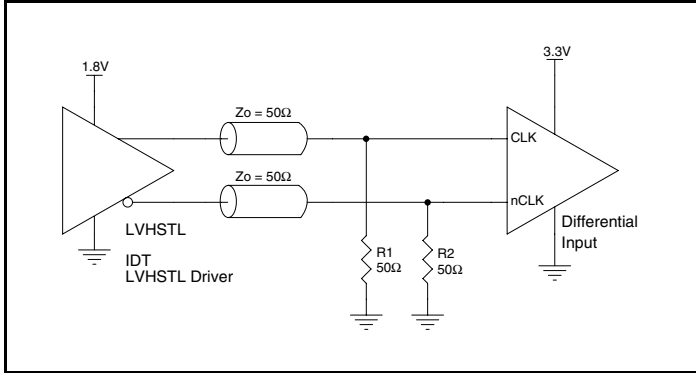 1.8V
3.3V
Zo = 50Ω
CLK
Zo = 50Ω
nCLK
LVHSTL
Differential
Input
IDT
LVHSTL Driver
R1
50Ω
R2
50Ω